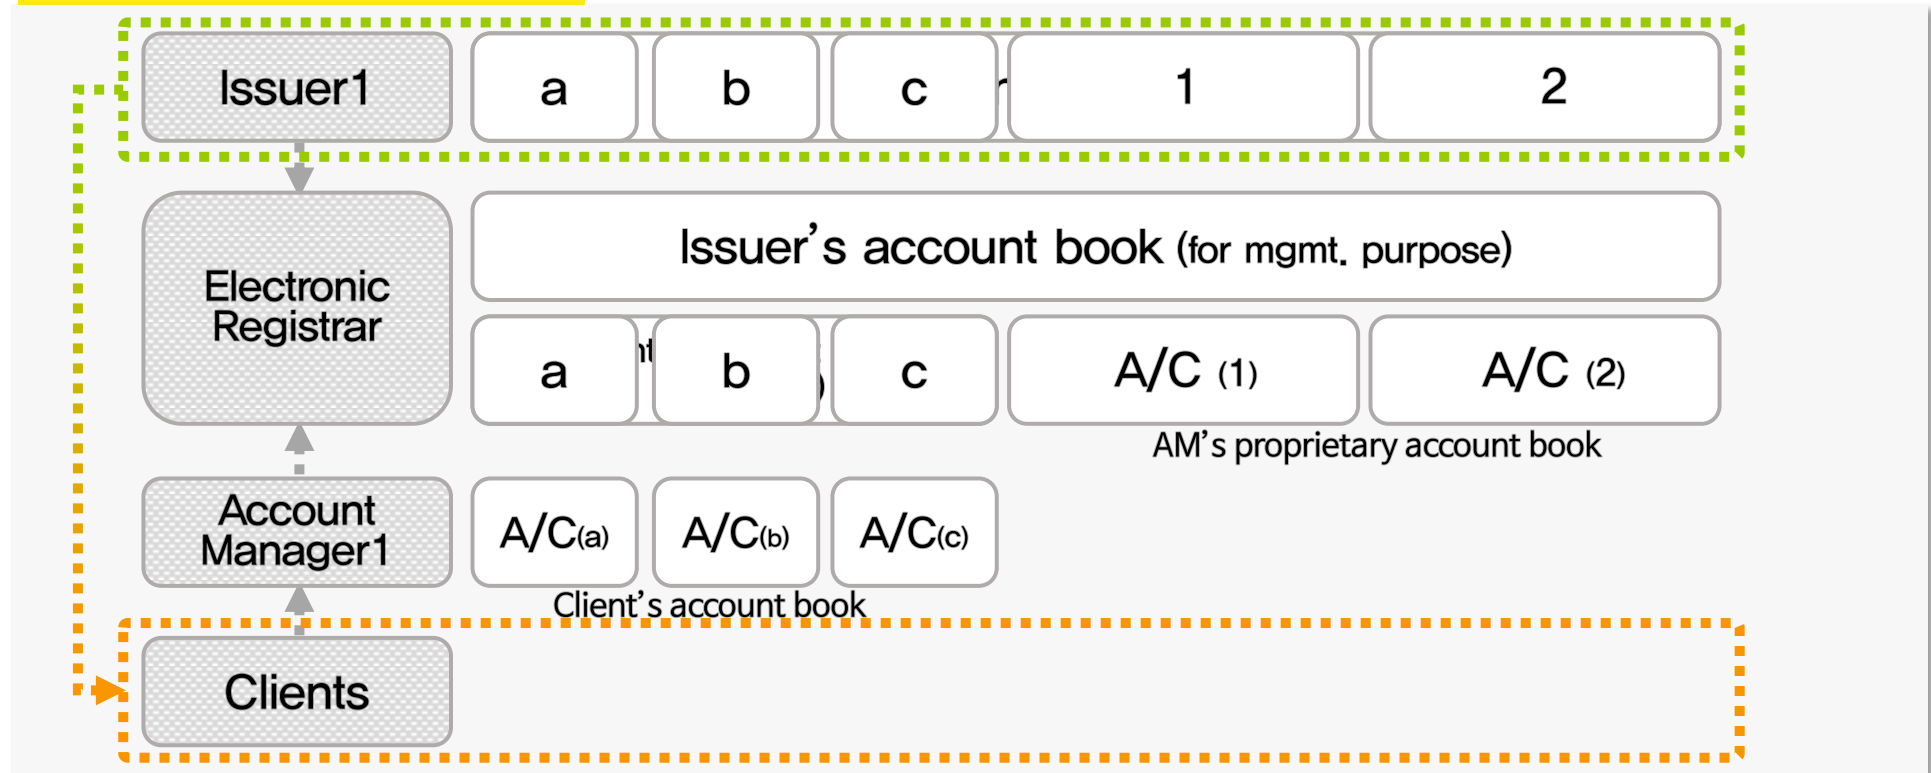 Issuer1
a b c 1 2
Issuer’s account book (for mgmt. purpose)
Electronic
Registrar
a b c A/C (1) A/C (2)
AM’s proprietary account book
Account
Manager1
A/C(a) A/C(b) A/C(c)
Client’s account book
Clients